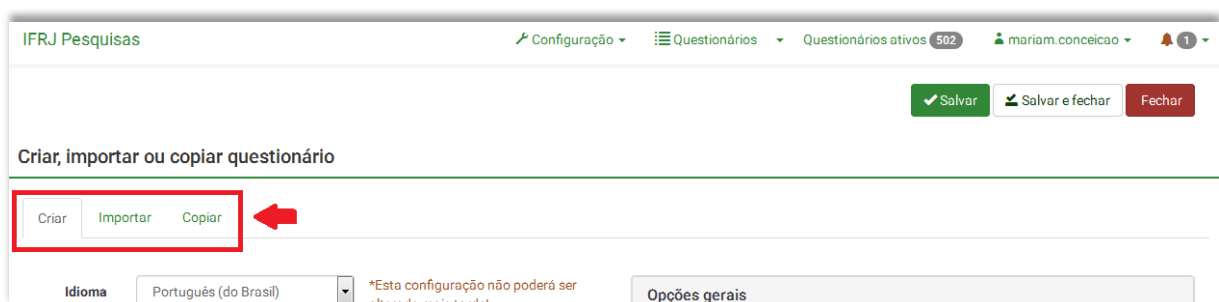 IFRJ Pesquisas Configuração Questionários Questionários ativos 502 mariam.conceicao 1
Salvar Salvar e fechar Fechar
Criar, importar ou copiar questionário
Criar Importar Copiar
Idioma Português (do Brasil) *Esta configuração não poderá ser
Opções gerais